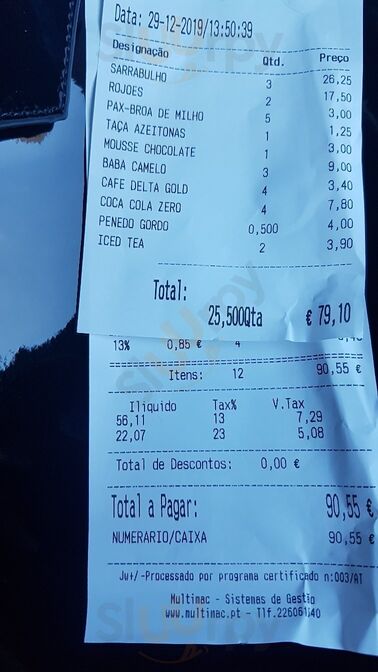 Data: 29-12-2019/13:50:39
Designação Qtd. Preço
SARRABULHO 3 26,25
ROJOES 2 17,50
PAX-BROA DE MILHO 5 3,00
TAÇA AZEITONAS 1 1,25
MOUSSE CHOCOLATE 1 3,00
BABA CAMELO 3 9,00
CAFE DELTA GOLD 4 3,40
COCA COLA ZERO 4 7,80
PENEDO GORDO 0,500 4,00
ICED TEA 2 3,90
Total:
25,500Qta € 79,10
13% 0,85 € 4
Itens: 12 90,55 €
Iliquido Tax% V.Tax
56,11 13 7,29
22,07 23 5,08
Total de Descontos: 0,00 €
Total a Pagar: 90,55 €
NUMERARIO/CAIXA 90,55 €
Ju+/-Processado por programa certificado n:003/AT
Multimac - Sistemas de Gestão
www.multimac.pt - Tlf.226061140